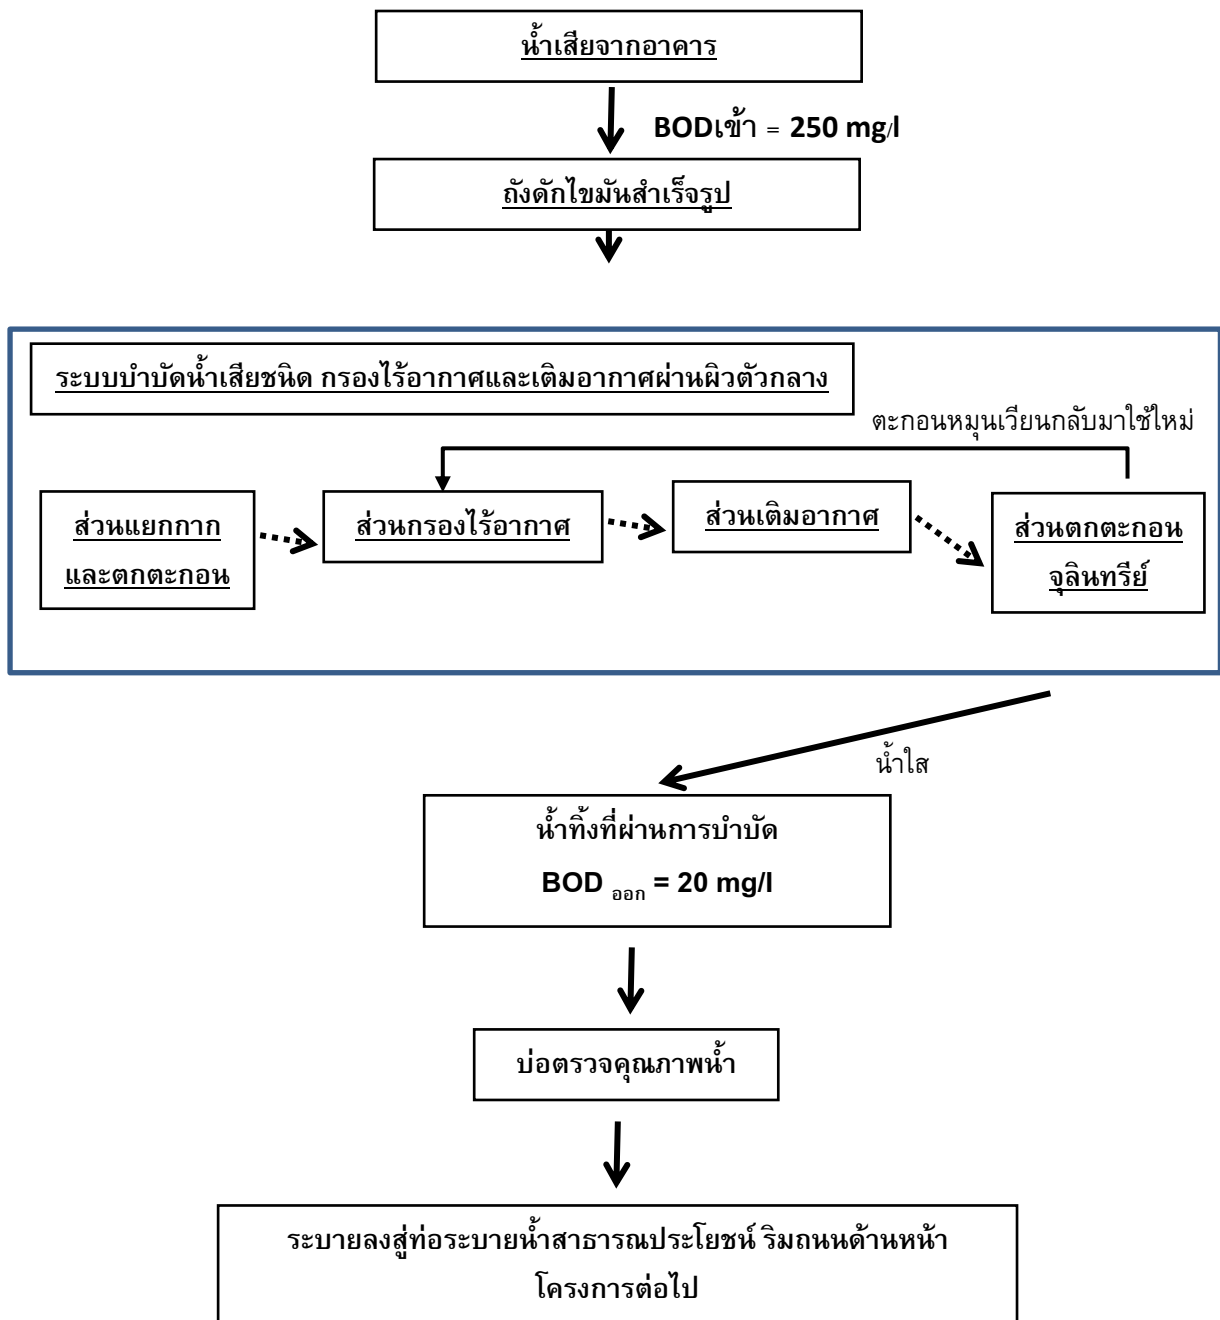 น้ำเสียจากอาคาร
BODเข้า = 250 mg/l
ถังดักไขมันสำเร็จรูป
ระบบบำบัดน้ำเสียชนิด กรองไร้อากาศและเติมอากาศผ่านผิวตัวกลาง
ตะกอนหมุนเวียนกลับมาใช้ใหม่
ส่วนแยกกาก
และตกตะกอน
ส่วนกรองไร้อากาศ
ส่วนเติมอากาศ
ส่วนตกตะกอน
จุลินทรีย์
น้ำใส
น้ำทิ้งที่ผ่านการบำบัด
BOD ออก = 20 mg/l
บ่อตรวจคุณภาพน้ำ
ระบายลงสู่ท่อระบายน้ำสาธารณประโยชน์ ริมถนนด้านหน้า
โครงการต่อไป